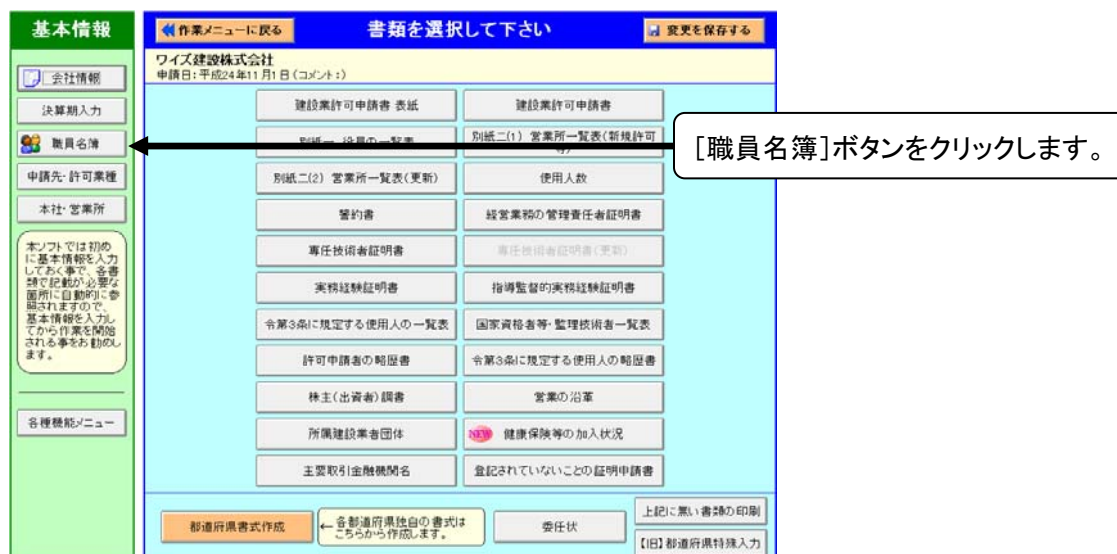 基本情報
会社情報
決算期入力
職員名簿
申請先・許可業種
本社・営業所
本ソフトでは初め
に基本情報を入力
しておく事で、各書
類で記載が必要な
箇所に自動的に参
照されますので、
基本情報を入力し
てから作業を開始
される事をお勧めし
ます。
各種機能メニュー
作業メニューに戻る
書類を選択して下さい
変更を保存する
ワイズ建設株式会社
申請日:平成24年11月1日(コメント:)
建設業許可申請書 表紙
建設業許可申請書
別紙一 役員の一覧表
別紙二(1) 営業所一覧表(新規許可
等)
別紙二(2) 営業所一覧表(更新)
使用人数
誓約書
経営業務の管理責任者証明書
専任技術者証明書
専任技術者証明書(更新)
実務経験証明書
指導監督的実務経験証明書
令第3条に規定する使用人の一覧表
国家資格者等・監理技術者一覧表
許可申請者の略歴書
令第3条に規定する使用人の略歴書
株主(出資者)調書
営業の沿革
所属建設業者団体
NEW 健康保険等の加入状況
主要取引金融機関名
登記されていないことの証明申請書
都道府県書式作成
←各都道府県独自の書式は
こちらから作成します。
委任状
上記に無い書類の印刷
【旧】都道府県特殊入力
[職員名簿]ボタンをクリックします。